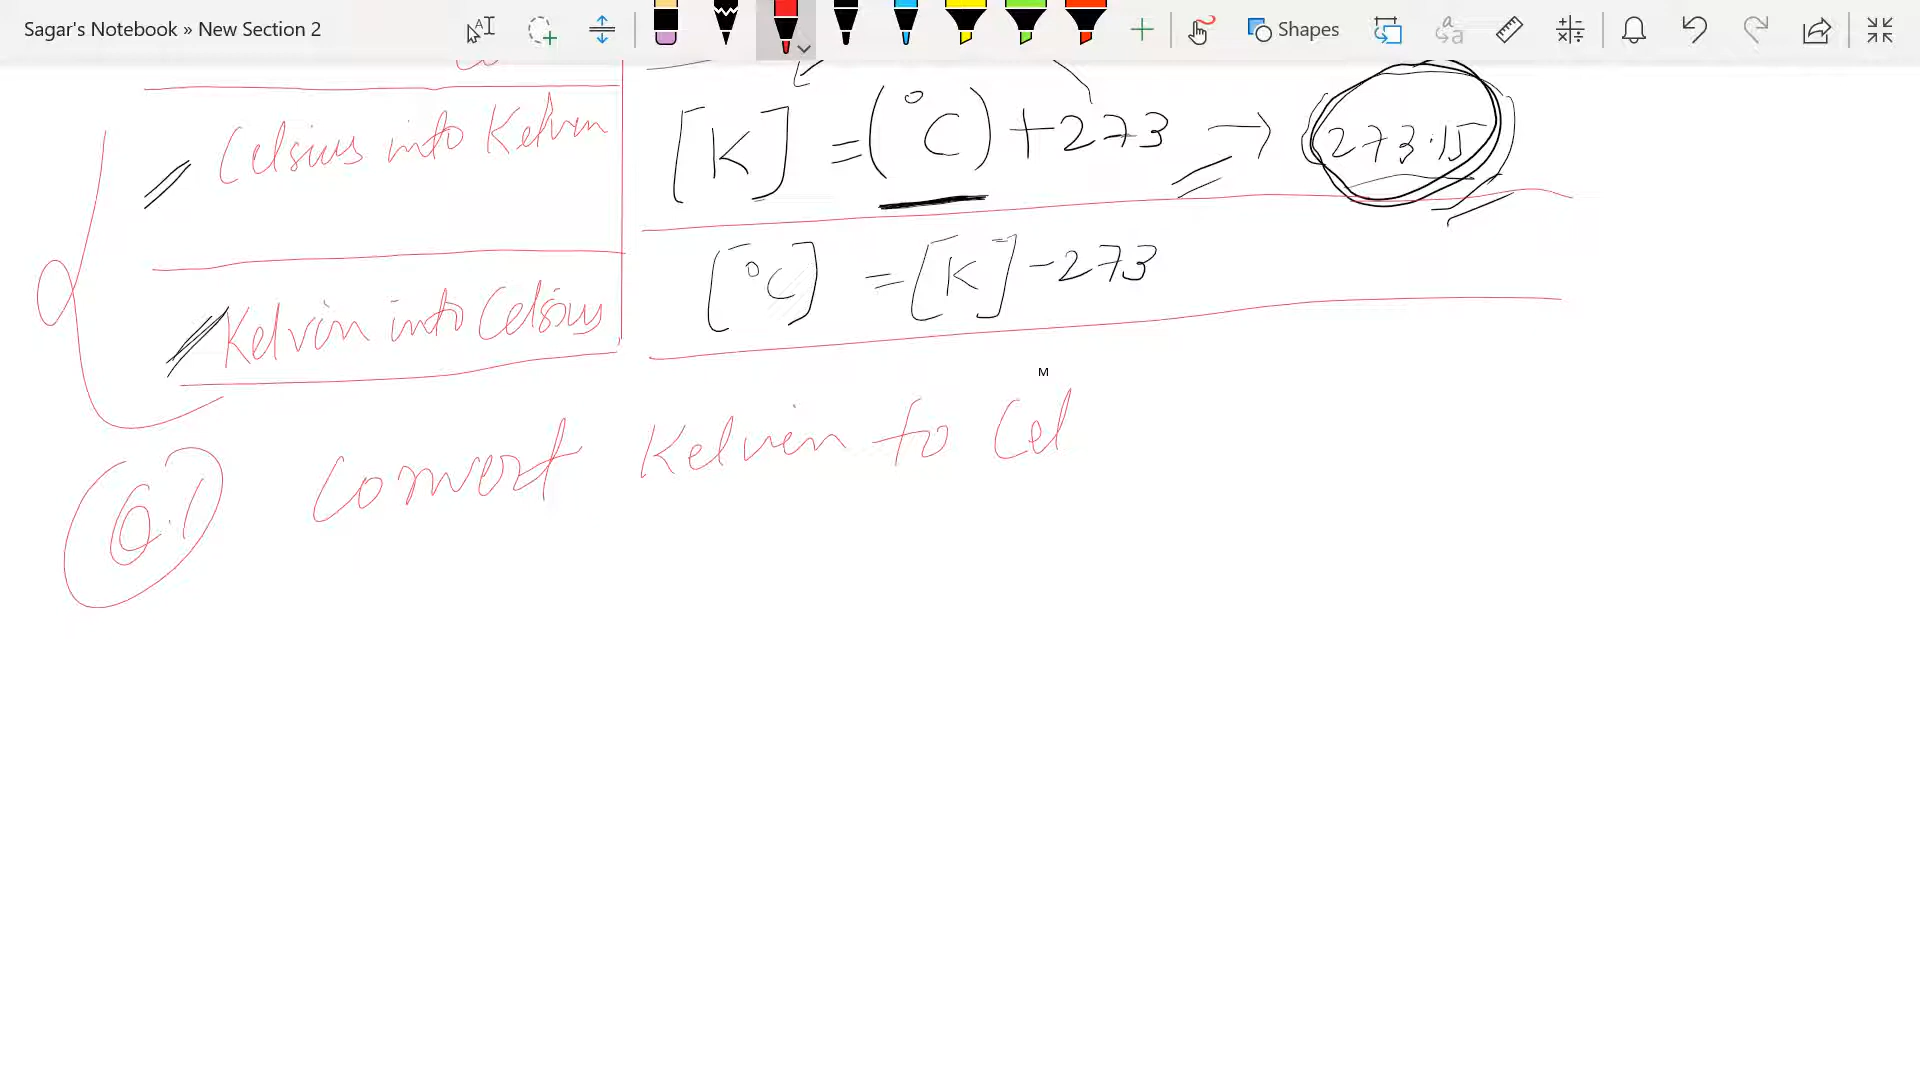 Sagar's Notebook » New Section 2
Shapes
Celsius into Kelven
[K] = (°C) + 273 → 273.15
Kelvin into Celsius
[°C] = [K] - 273
Q.1 Convert Kelvin to Cel